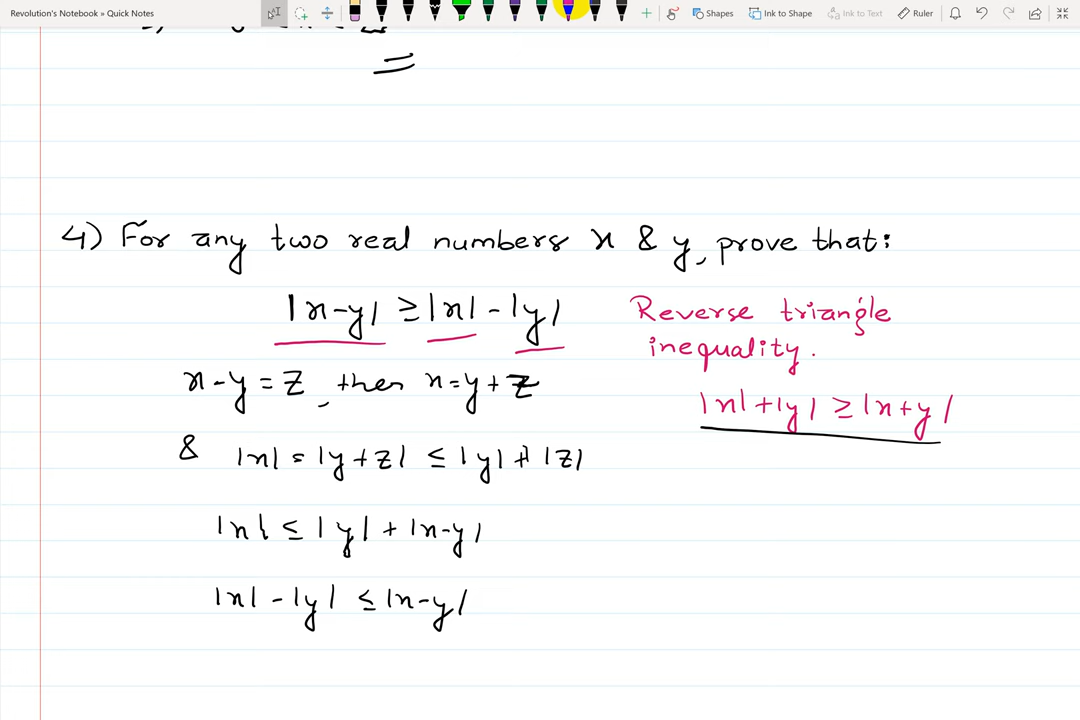 Revolution's Notebook » Quick Notes
Shapes Ink to Shape Ink to Text Ruler
4) For any two real numbers x & y, prove that:
|x-y| ≥ |x| - |y|
Reverse triangle
inequality.
x-y = z, then x = y + z
|x| + |y| ≥ |x+y|
& |x| = |y+z| ≤ |y| + |z|
|x| ≤ |y| + |x-y|
|x| - |y| ≤ |x-y|